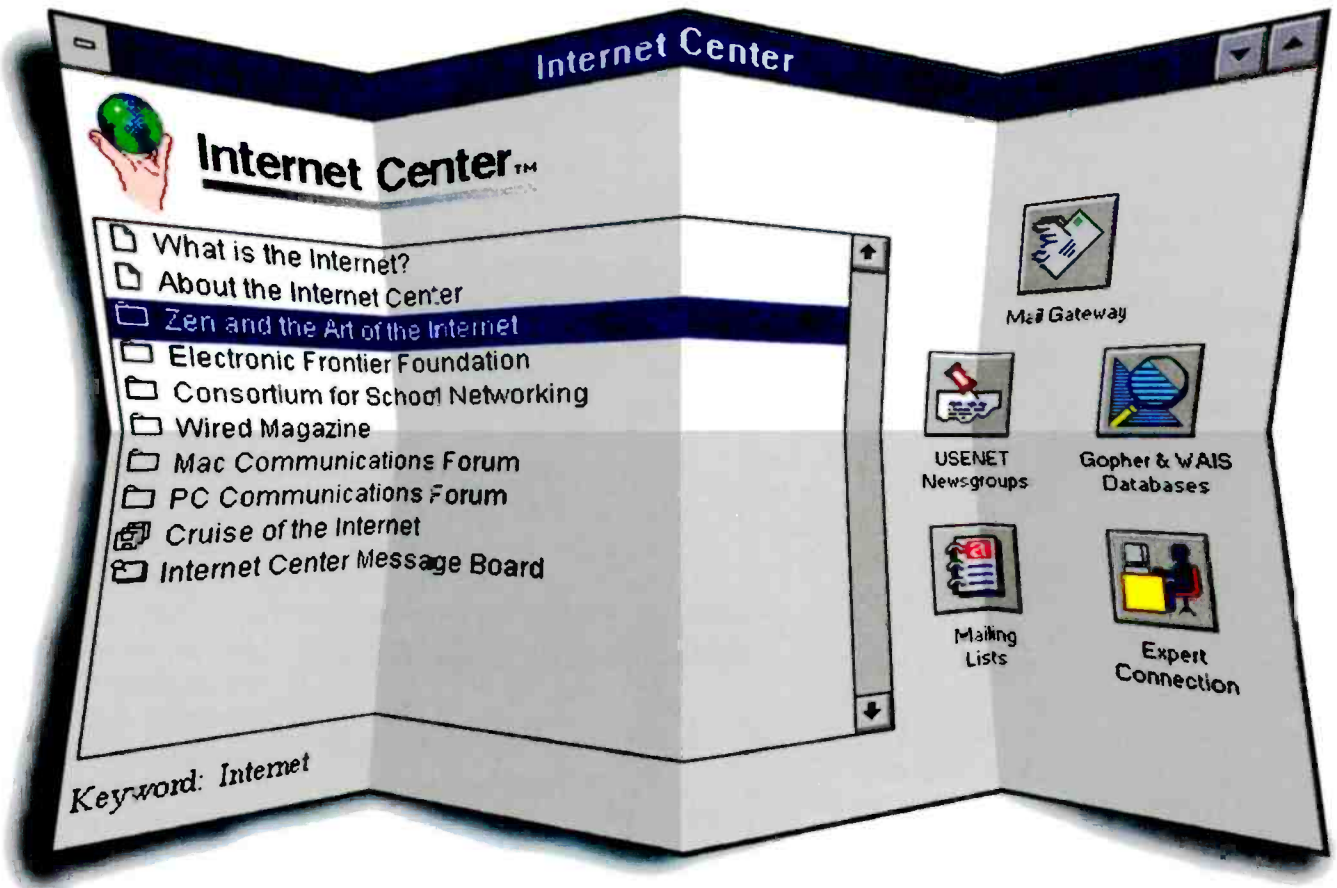 Internet Center
Internet Center™
What is the Internet?
About the Internet Center
Zen and the Art of the Internet
Electronic Frontier Foundation
Consortium for School Networking
Wired Magazine
Mac Communications Forum
PC Communications Forum
Cruise of the Internet
Internet Center Message Board
Keyword: Internet
Mail Gateway
USENET
Newsgroups
Gopher & WAIS
Databases
Mailing
Lists
Expert
Connection